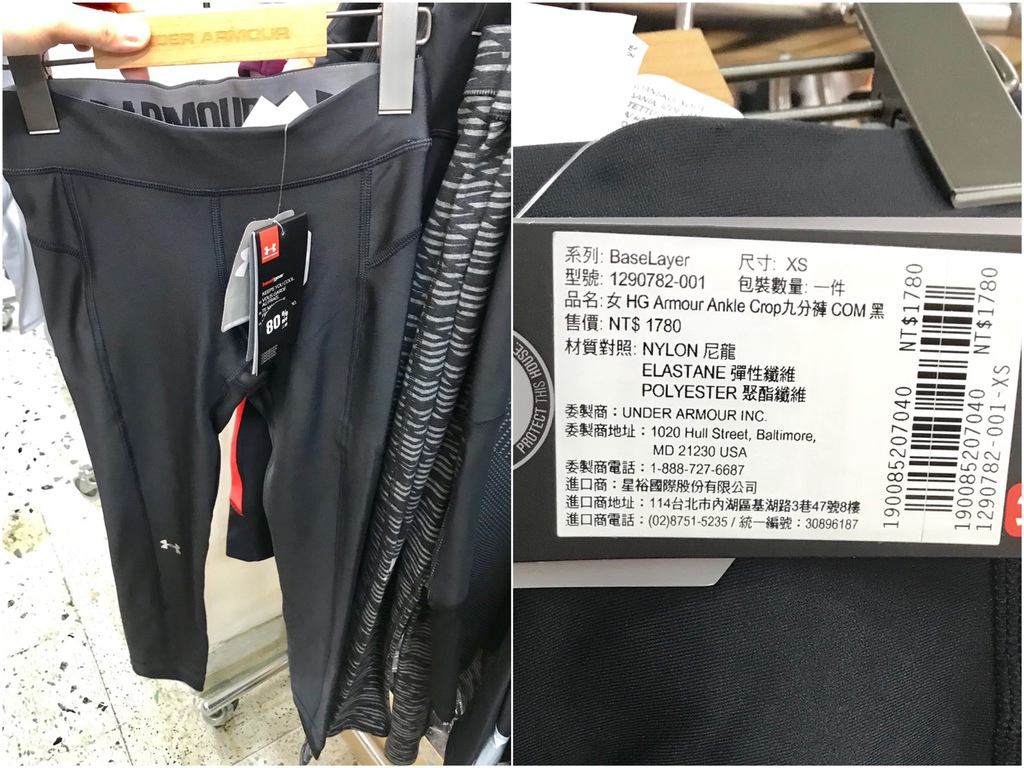 UNDER ARMOUR
ARMOUR
heatgear
KEEPS YOU COOL
80
系列: BaseLayer
尺寸: XS
型號: 1290782-001
包裝數量: 一件
品名: 女 HG Armour Ankle Crop九分褲 COM 黑
售價: NT$ 1780
材質對照: NYLON 尼龍
ELASTANE 彈性纖維
POLYESTER 聚酯纖維
委製商: UNDER ARMOUR INC.
委製商地址: 1020 Hull Street, Baltimore,
MD 21230 USA
委製商電話: 1-888-727-6687
進口商: 星裕國際股份有限公司
進口商地址: 114台北市內湖區基湖路3巷47號8樓
進口商電話: (02)8751-5235 / 統一編號: 30896187
NT$1780
190085207040
NT$1780
190085207040
1290782-001-XS
PROTECT THIS HOUSE